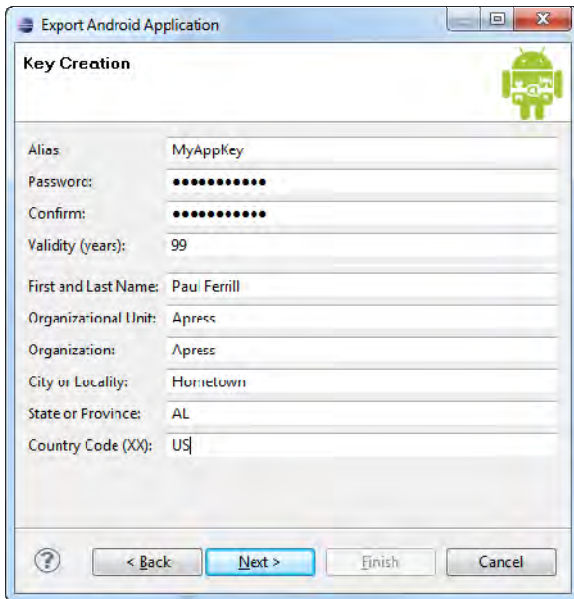 Export Android Application
Key Creation
Alias MyAppKey
Password: •••••••••••
Confirm: •••••••••••
Validity (years): 99
First and Last Name: Paul Ferrill
Organizational Unit: Apress
Organization: Apress
City or Locality: Hometown
State or Province: AL
Country Code (XX): US
? < Back Next > Finish Cancel